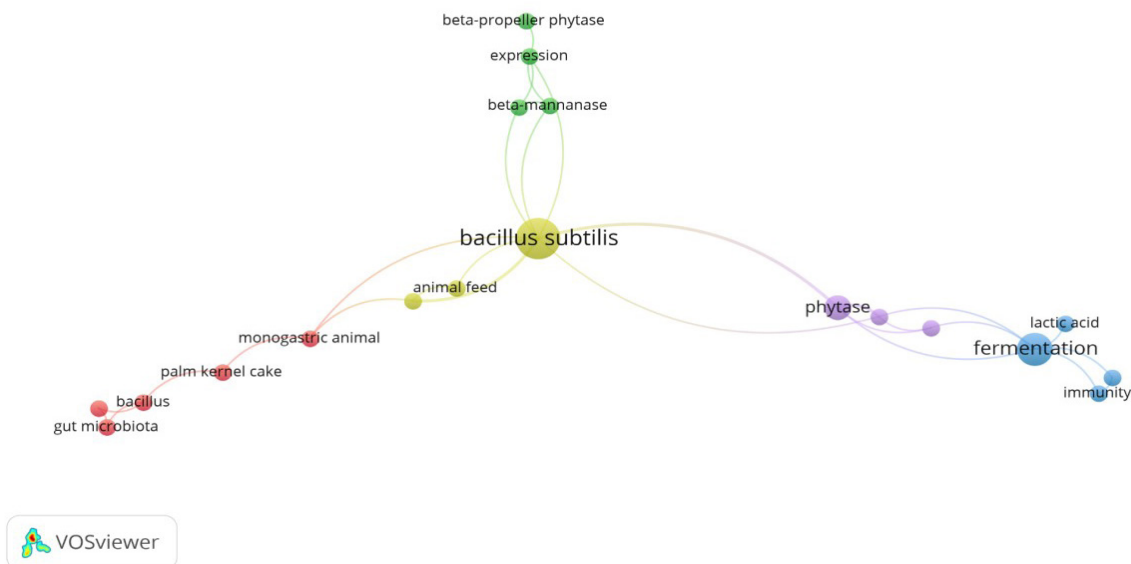 beta-propeller phytase
expression
beta-mannanase
bacillus subtilis
animal feed
phytase
lactic acid
monogastric animal
fermentation
palm kernel cake
immunity
bacillus
gut microbiota
VOSviewer